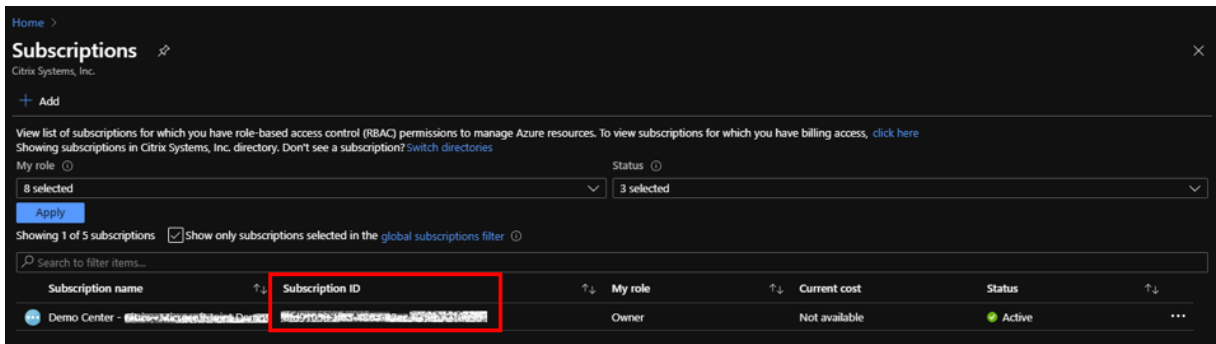 Home >
Subscriptions
Citrix Systems, Inc.
+ Add
View list of subscriptions for which you have role-based access control (RBAC) permissions to manage Azure resources. To view subscriptions for which you have billing access, click here
Showing subscriptions in Citrix Systems, Inc. directory. Don't see a subscription? Switch directories
My role Status
8 selected 3 selected
Apply
Showing 1 of 5 subscriptions Show only subscriptions selected in the global subscriptions filter
Search to filter items...
Subscription name Subscription ID My role Current cost Status
Demo Center - Owner Not available Active